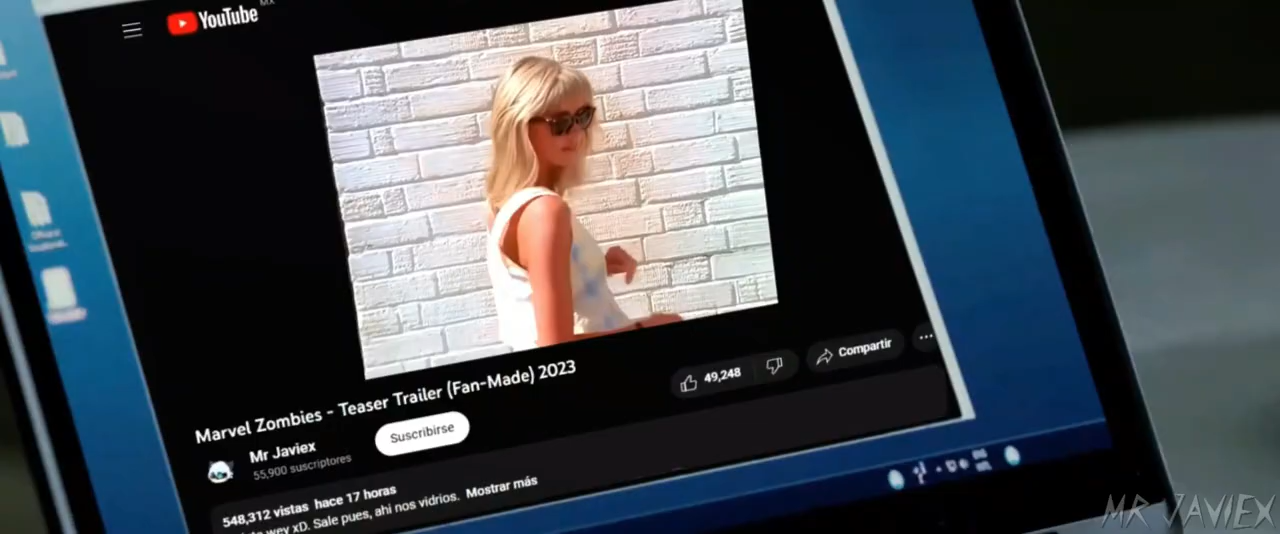 YouTube MX
Marvel Zombies - Teaser Trailer (Fan-Made) 2023
Mr Javiex
55,900 suscriptores
Suscribirse
49,248
Compartir
548,312 vistas hace 17 horas
wey xD. Sale pues, ahi nos vidrios. Mostrar más
MR JAVIEX